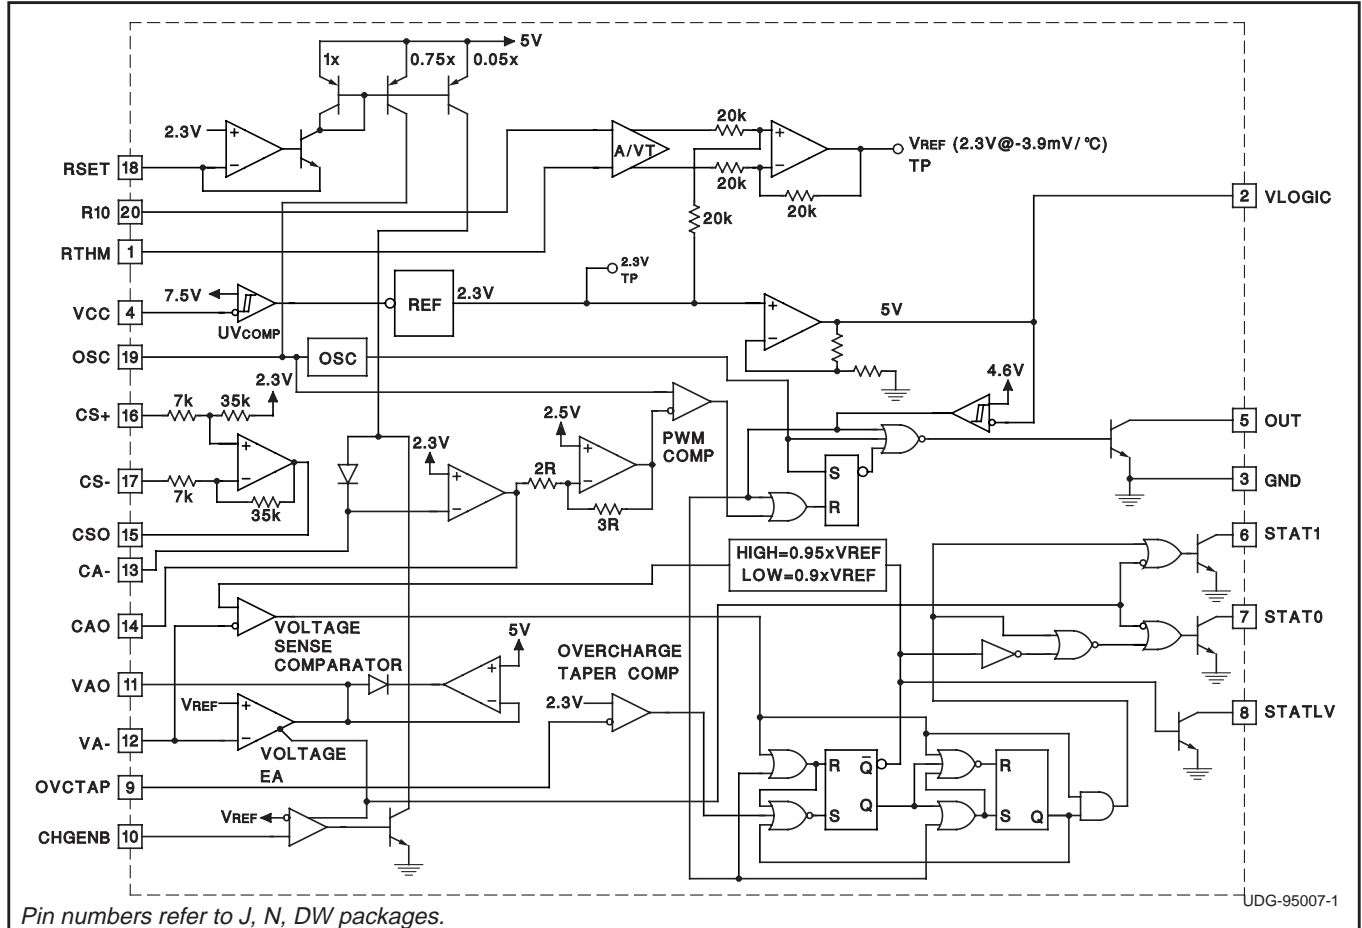 5V
1x
0.75x
0.05x
2.3V
RSET 18
R10 20
RTHM 1
A/VT
20k
20k
20k
20k
VREF (2.3V@-3.9mV/°C)
TP
2 VLOGIC
7.5V
VCC 4
UVCOMP
REF
2.3V
2.3V
TP
5V
OSC 19
OSC
2.3V
4.6V
CS+ 16
7k
35k
CS- 17
7k
35k
2.3V
2.5V
2R
3R
PWM
COMP
S
R
5 OUT
3 GND
CSO 15
CA- 13
CAO 14
HIGH=0.95xVREF
LOW=0.9xVREF
6 STAT1
7 STAT0
8 STATLV
VOLTAGE
SENSE
COMPARATOR
5V
OVERCHARGE
TAPER COMP
2.3V
VAO 11
VREF
VA- 12
VOLTAGE
EA
OVCTAP 9
VREF
CHGENB 10
R
Q
S
Q
R
S
Q
UDG-95007-1
Pin numbers refer to J, N, DW packages.